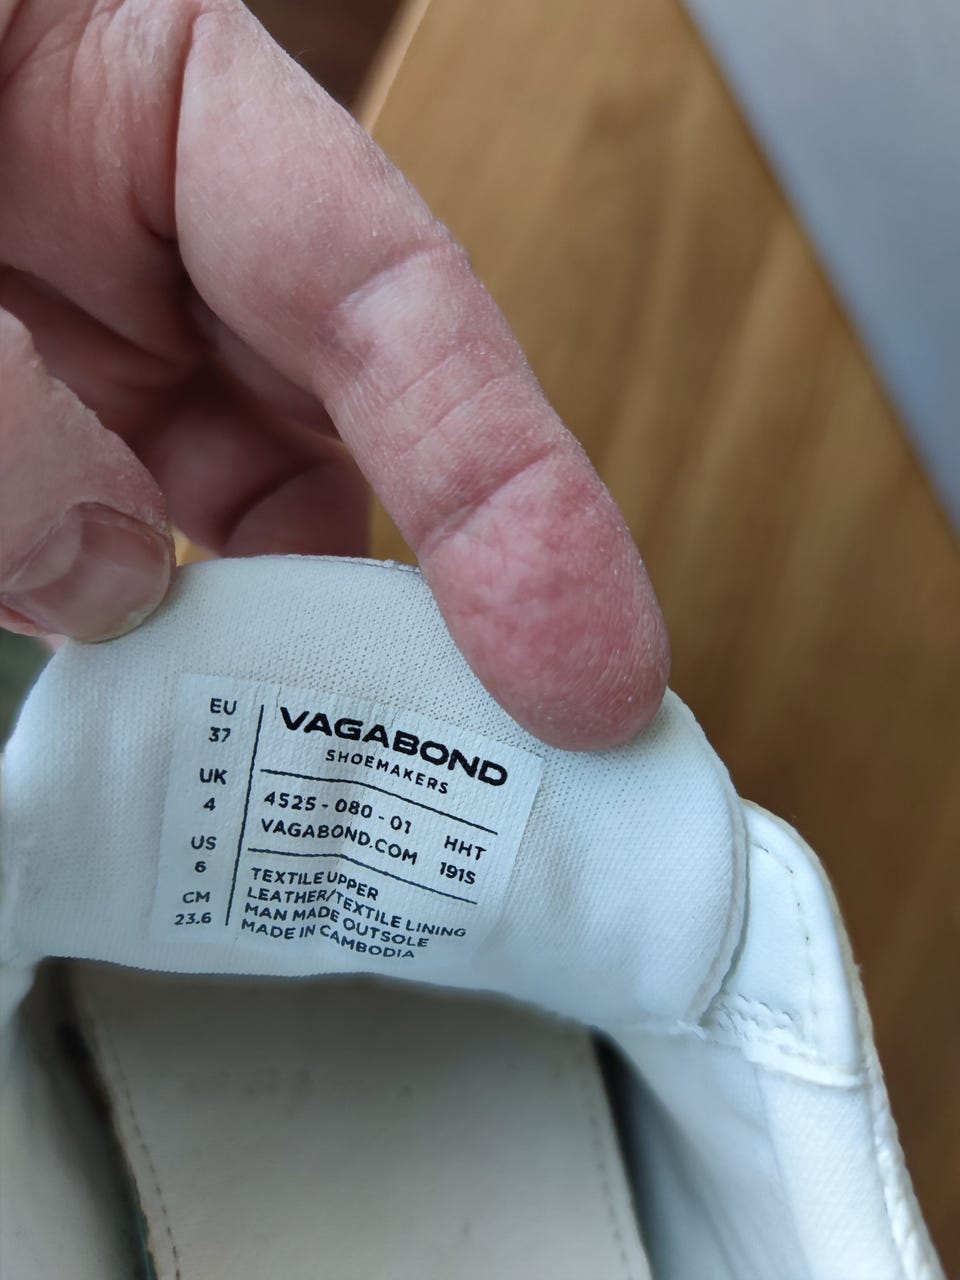 EU
37
UK
4
US
6
CM
23.6
VAGABOND
SHOEMAKERS
4525-080-01 HHT
VAGABOND.COM 1915
TEXTILE UPPER
LEATHER/TEXTILE LINING
MAN MADE OUTSOLE
MADE IN CAMBODIA